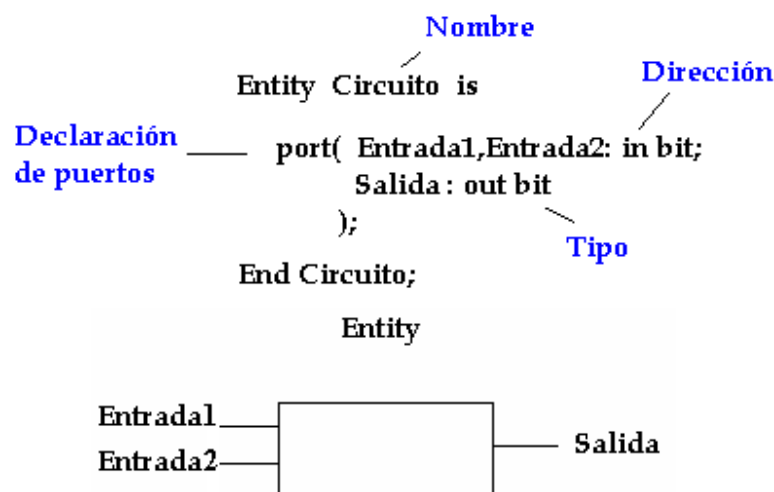 Nombre
Entity Circuito is
Dirección
Declaración
de puertos
port( Entrada1,Entrada2: in bit;
Salida : out bit
);
Tipo
End Circuito;
Entity
Entrada1
Entrada2
Salida